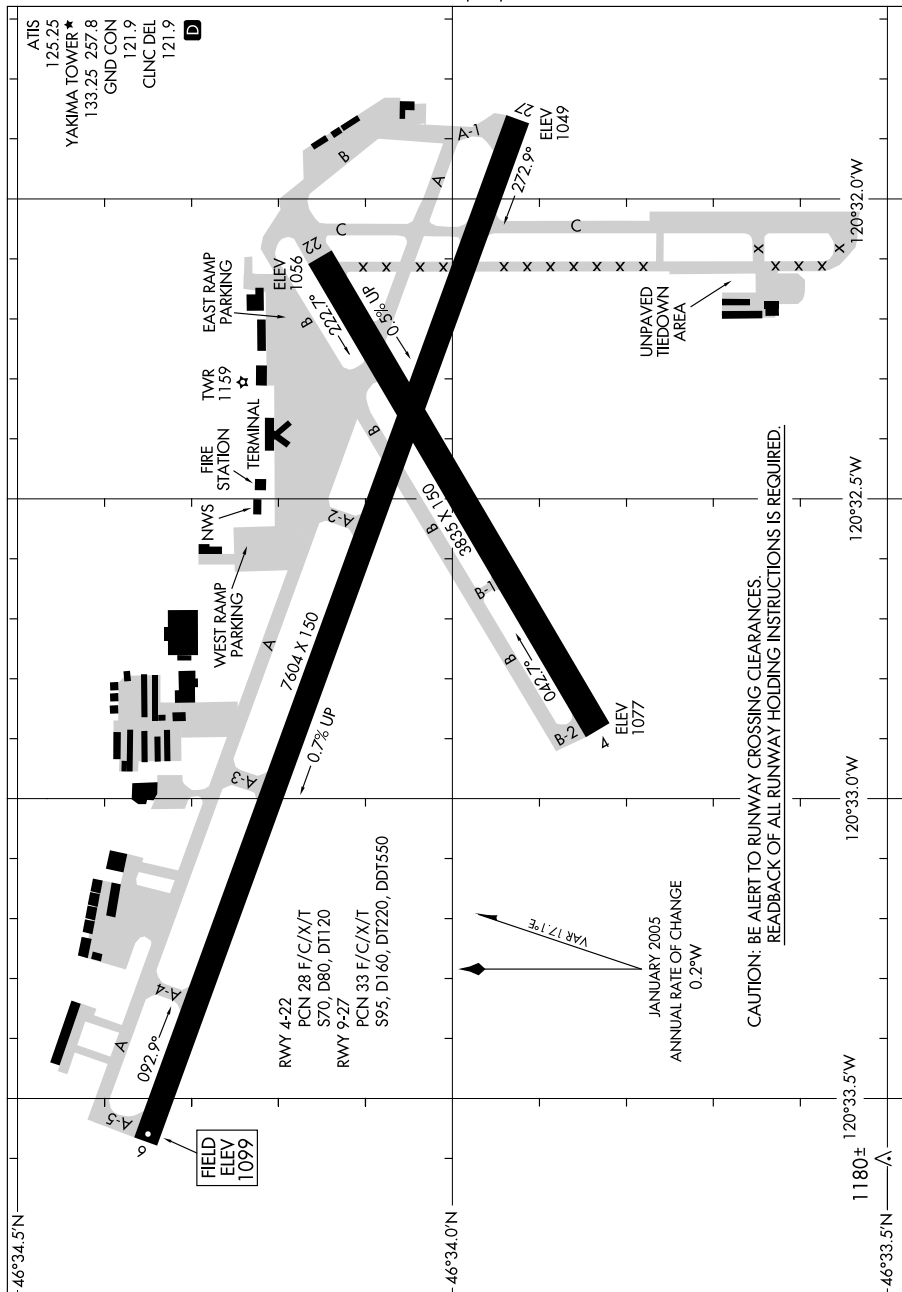 ATIS
125.25
YAKIMA TOWER★
133.25 257.8
GND CON
121.9
CLNC DEL
121.9
D
46°34.5'N
46°34.0'N
46°33.5'N
120°32.0'W
120°32.5'W
120°33.0'W
120°33.5'W
FIELD
ELEV
1099
9
A-5
A
092.9°
A-4
A-3
0.7% UP
7604 X 150
A
WEST RAMP
PARKING
NWS
FIRE
STATION
TERMINAL
TWR
1159
EAST RAMP
PARKING
A-2
B
B
ELEV
1056
22
222.7°
0.5% UP
C
B
A
A-1
27
ELEV
1049
272.9°
C
3835 X 150
B
B-1
B
042.7°
B-2
4
ELEV
1077
X X X X X X X X X X X
X X X X X
UNPAVED
TIEDOWN
AREA
RWY 4-22
PCN 28 F/C/X/T
S70, D80, DT120
RWY 9-27
PCN 33 F/C/X/T
S95, D160, DT220, DDT550
VAR 17.1°E
JANUARY 2005
ANNUAL RATE OF CHANGE
0.2°W
CAUTION: BE ALERT TO RUNWAY CROSSING CLEARANCES.
READBACK OF ALL RUNWAY HOLDING INSTRUCTIONS IS REQUIRED.
1180±